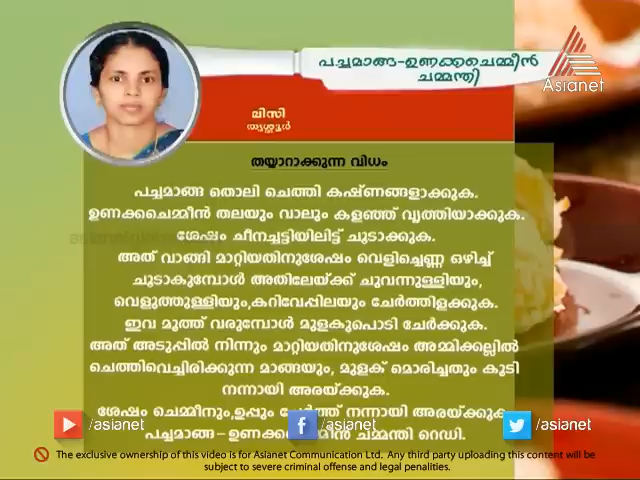 പച്ചമാങ്ങ-ഉണക്കചെമ്മീൻ
ചമ്മന്തി
Asianet
മിസി
തൃശ്ശൂർ
തയ്യാറാക്കുന്ന വിധം
പച്ചമാങ്ങ തൊലി ചെത്തി കഷ്ണങ്ങളാക്കുക.
ഉണക്കചെമ്മീൻ തലയും വാലും കളഞ്ഞ് വൃത്തിയാക്കുക.
ശേഷം ചീനച്ചട്ടിയിലിട്ട് ചൂടാക്കുക.
അത് വാങ്ങി മാറ്റിയതിനുശേഷം വെളിച്ചെണ്ണ ഒഴിച്ച്
ചൂടാകുമ്പോൾ അതിലേയ്ക്ക് ചുവന്നുള്ളിയും,
വെളുത്തുള്ളിയും,കറിവേപ്പിലയും ചേർത്തിളക്കുക.
ഇവ മൂത്ത് വരുമ്പോൾ മുളകുപൊടി ചേർക്കുക.
അത് അടുപ്പിൽ നിന്നും മാറ്റിയതിനുശേഷം അമ്മിക്കല്ലിൽ
ചെത്തിവെച്ചിരിക്കുന്ന മാങ്ങയും, മുളക് മൊരിച്ചതും കൂടി
നന്നായി അരയ്ക്കുക.
ശേഷം ചെമ്മീനും,ഉപ്പും നന്നായി അരയ്ക്കുക
/asianet /asianet /asianet
പച്ചമാങ്ങ- ചമ്മന്തി റെഡി.
The exclusive ownership of this video is for Asianet Communication Ltd. Any third party uploading this content will be
subject to severe criminal offense and legal penalities.